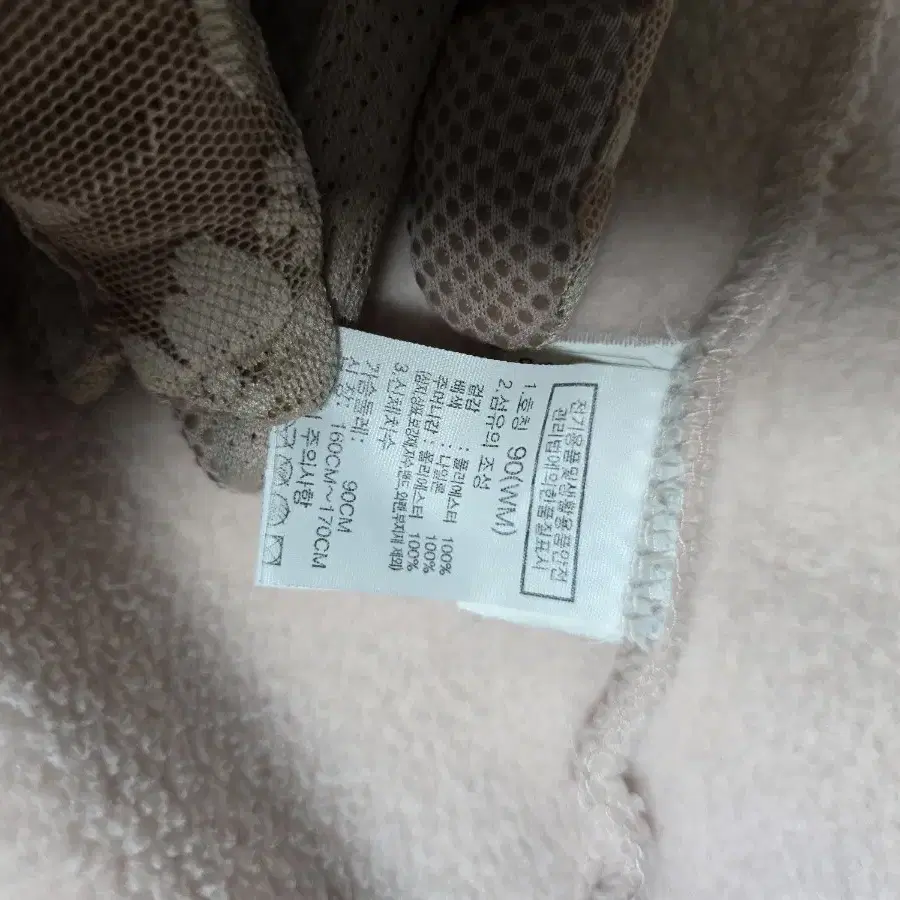 전기용품및생활용품안전
관리법에의한품질표시
1.호칭 90(WM)
2.섬유의 조성
겉감 : 폴리에스터 100%
배색 : 나일론 100%
주머니감 : 폴리에스터 100%
3.신체치수
가슴둘레: 90CM
신 장: 160CM~170CM
주의사항